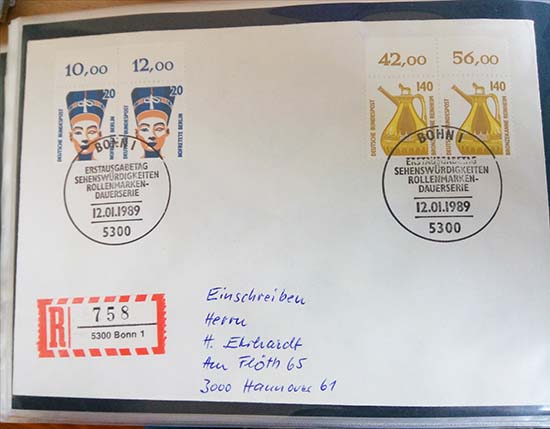 10,00 12,00
20 20
DEUTSCHE BUNDESPOST NOFRETETE BERLIN
42,00 56,00
140 140
DEUTSCHE BUNDESPOST BRONZEKANNE REINHEIM
BONN 1
ERSTAUSGABETAG
SEHENSWÜRDIGKEITEN
ROLLENMARKEN-
DAUERSERIE
12.01.1989
5300
BONN 1
ERSTAUSGABETAG
SEHENSWÜRDIGKEITEN
ROLLENMARKEN-
DAUERSERIE
12.01.1989
5300
R 758
5300 Bonn 1
Einschreiben
Herrn
H. Ehrhardt
Am Flöth 65
3000 Hannover 61